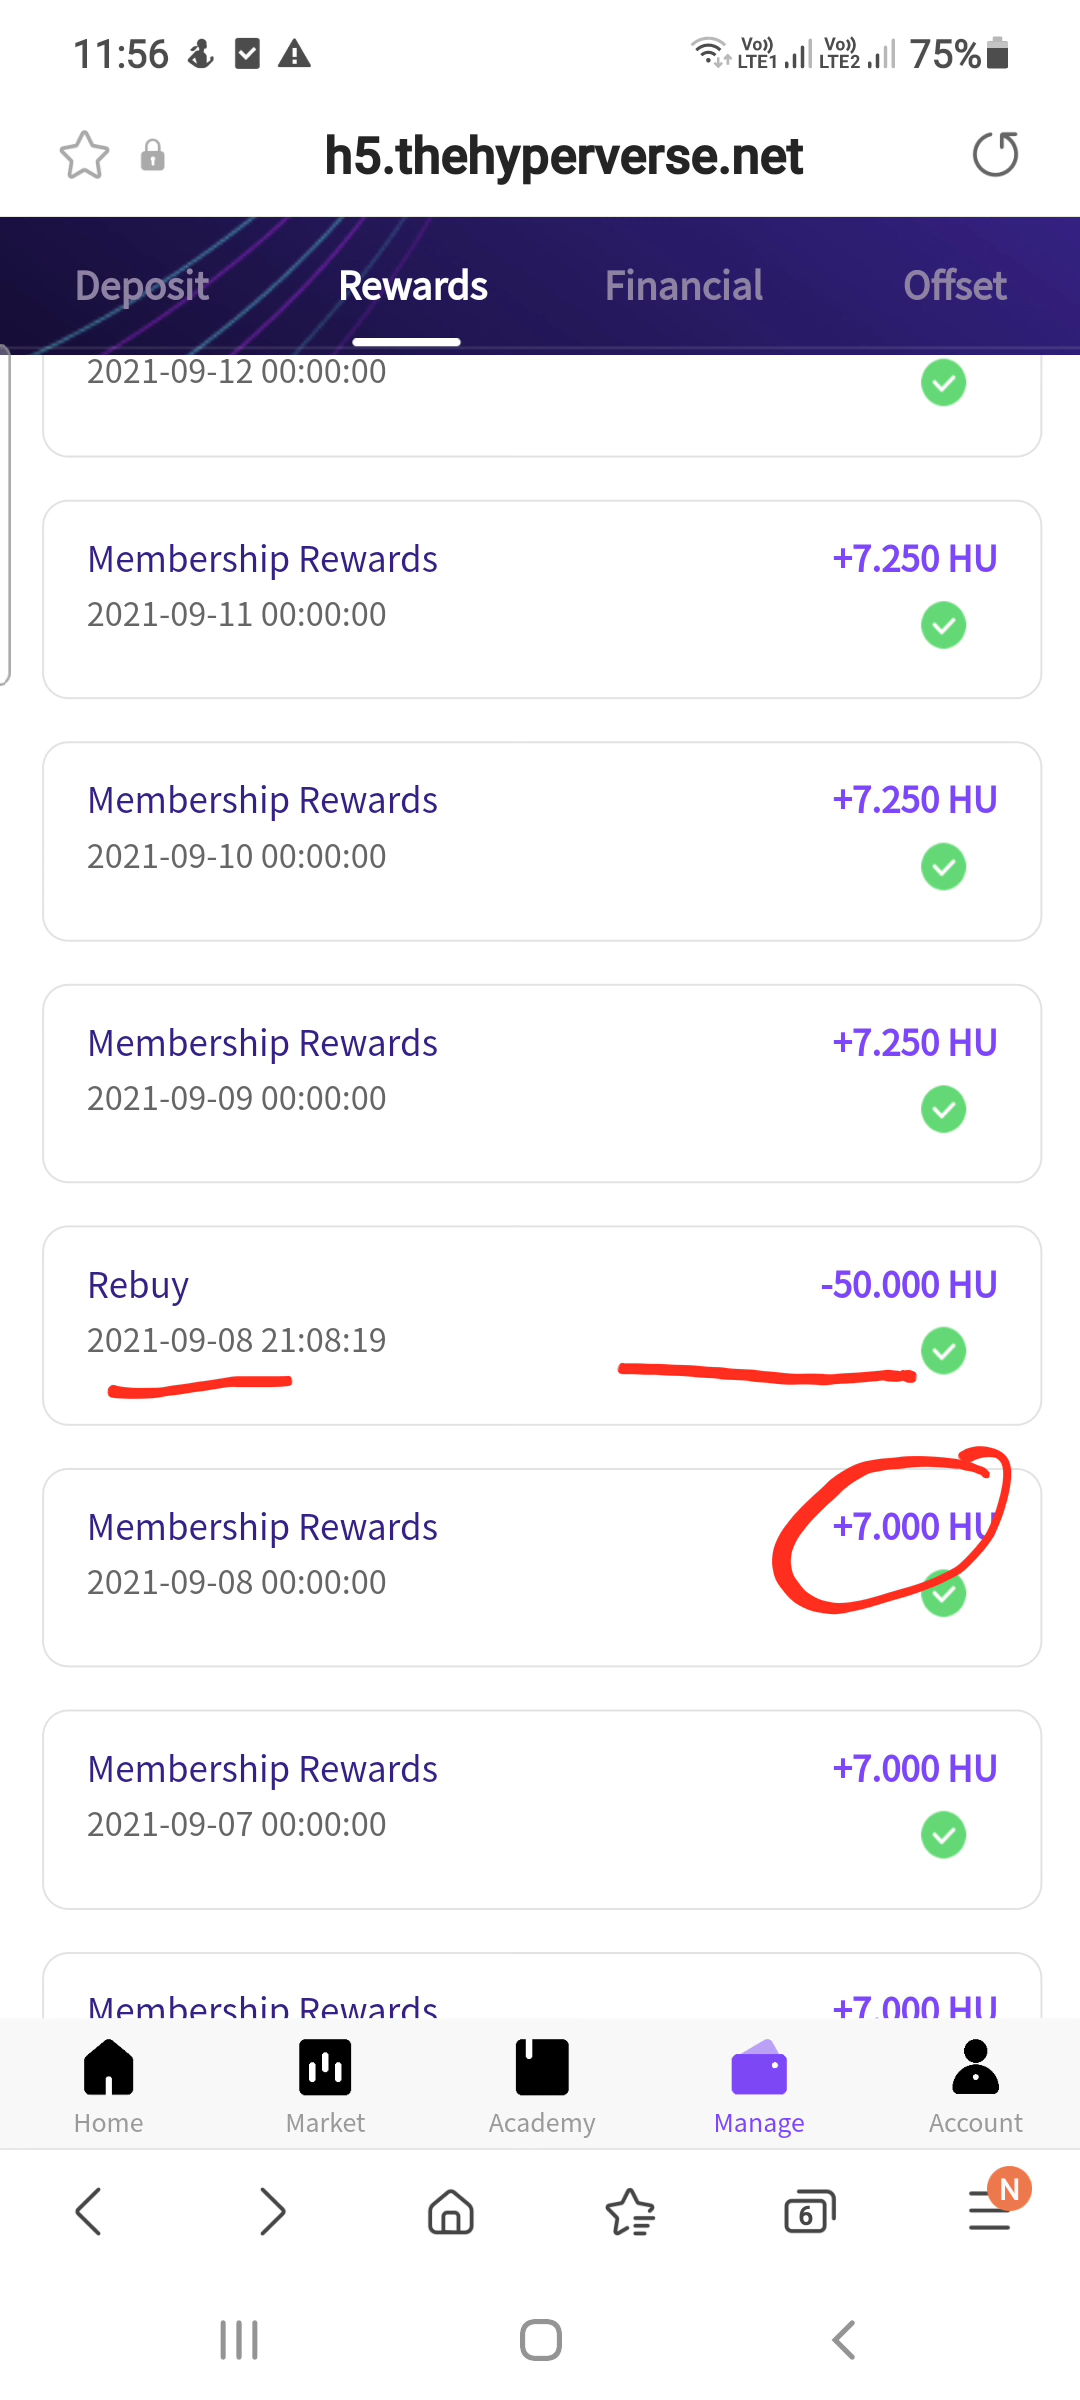 11:56
Vo)) LTE1 Vo)) LTE2 75%
h5.thehyperverse.net
Deposit Rewards Financial Offset
2021-09-12 00:00:00
Membership Rewards +7.250 HU
2021-09-11 00:00:00
Membership Rewards +7.250 HU
2021-09-10 00:00:00
Membership Rewards +7.250 HU
2021-09-09 00:00:00
Rebuy -50.000 HU
2021-09-08 21:08:19
Membership Rewards +7.000 HU
2021-09-08 00:00:00
Membership Rewards +7.000 HU
2021-09-07 00:00:00
Membership Rewards +7.000 HU
Home Market Academy Manage Account
6 N